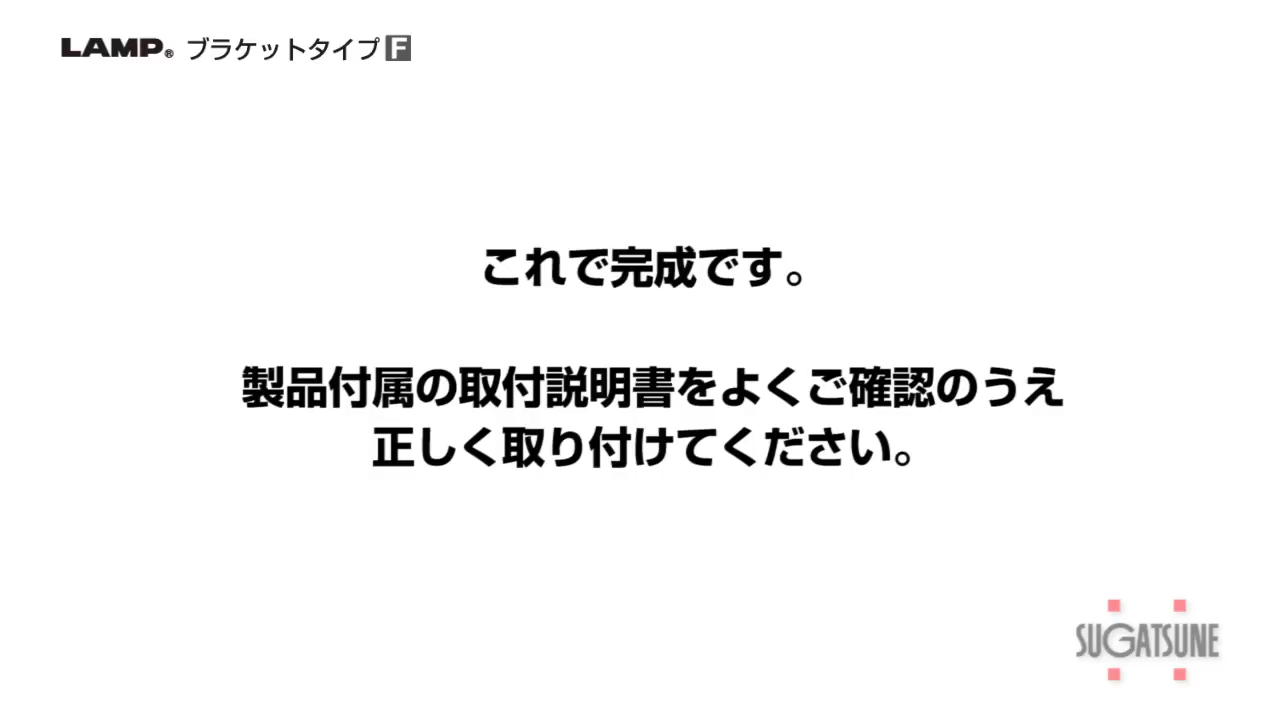 LAMP® ブラケットタイプ F
これで完成です。
製品付属の取付説明書をよくご確認のうえ
正しく取り付けてください。
SUGATSUNE